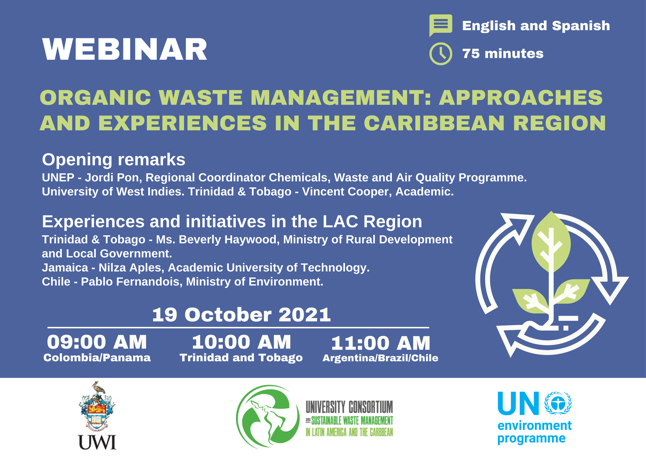 WEBINAR
English and Spanish
75 minutes
ORGANIC WASTE MANAGEMENT: APPROACHES
AND EXPERIENCES IN THE CARIBBEAN REGION
Opening remarks
UNEP - Jordi Pon, Regional Coordinator Chemicals, Waste and Air Quality Programme.
University of West Indies. Trinidad & Tobago - Vincent Cooper, Academic.
Experiences and initiatives in the LAC Region
Trinidad & Tobago - Ms. Beverly Haywood, Ministry of Rural Development
and Local Government.
Jamaica - Nilza Aples, Academic University of Technology.
Chile - Pablo Fernandois, Ministry of Environment.
19 October 2021
09:00 AM
Colombia/Panama
10:00 AM
Trinidad and Tobago
11:00 AM
Argentina/Brazil/Chile
UWI
UNIVERSITY CONSORTIUM
SUSTAINABLE WASTE MANAGEMENT
IN LATIN AMERICA AND THE CARIBBEAN
UN
environment
programme